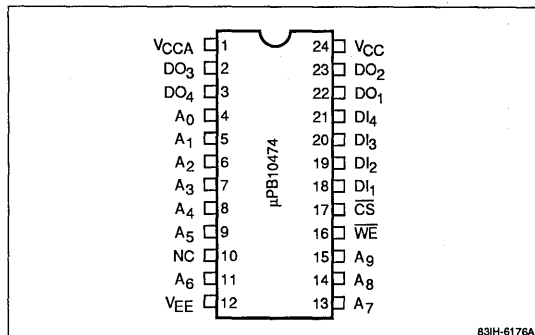 VCCA 1 24 VCC
DO3 2 23 DO2
DO4 3 22 DO1
A0 4 21 DI4
A1 5 20 DI3
A2 6 19 DI2
A3 7 18 DI1
A4 8 17 CS
A5 9 16 WE
NC 10 15 A9
A6 11 14 A8
VEE 12 13 A7
μPB10474
83IH-6176A